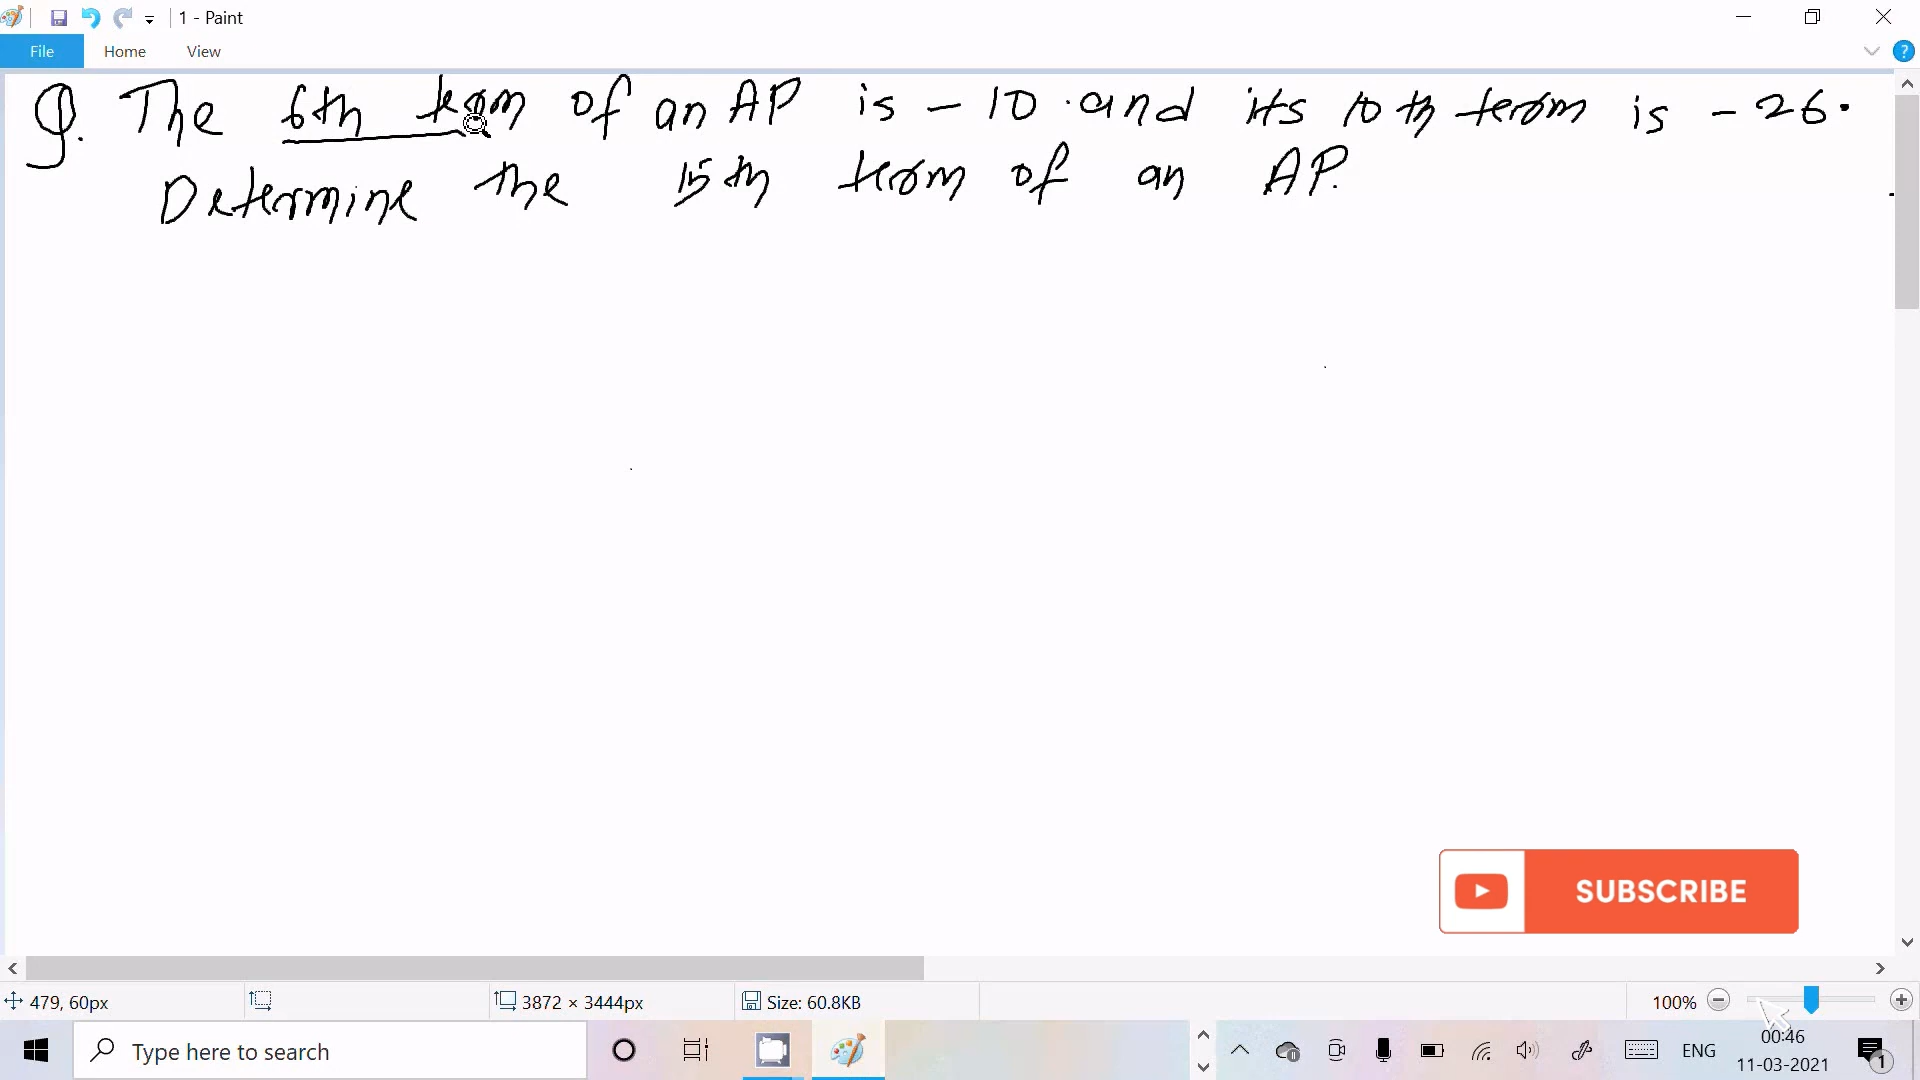 1 - Paint
File Home View
Q. The 6th term of an AP is - 10 . and its 10th term is - 26.
Determine the 15th term of an AP.
SUBSCRIBE
479, 60px 3872 × 3444px Size: 60.8KB 100%
Type here to search ENG 00:46
11-03-2021 1